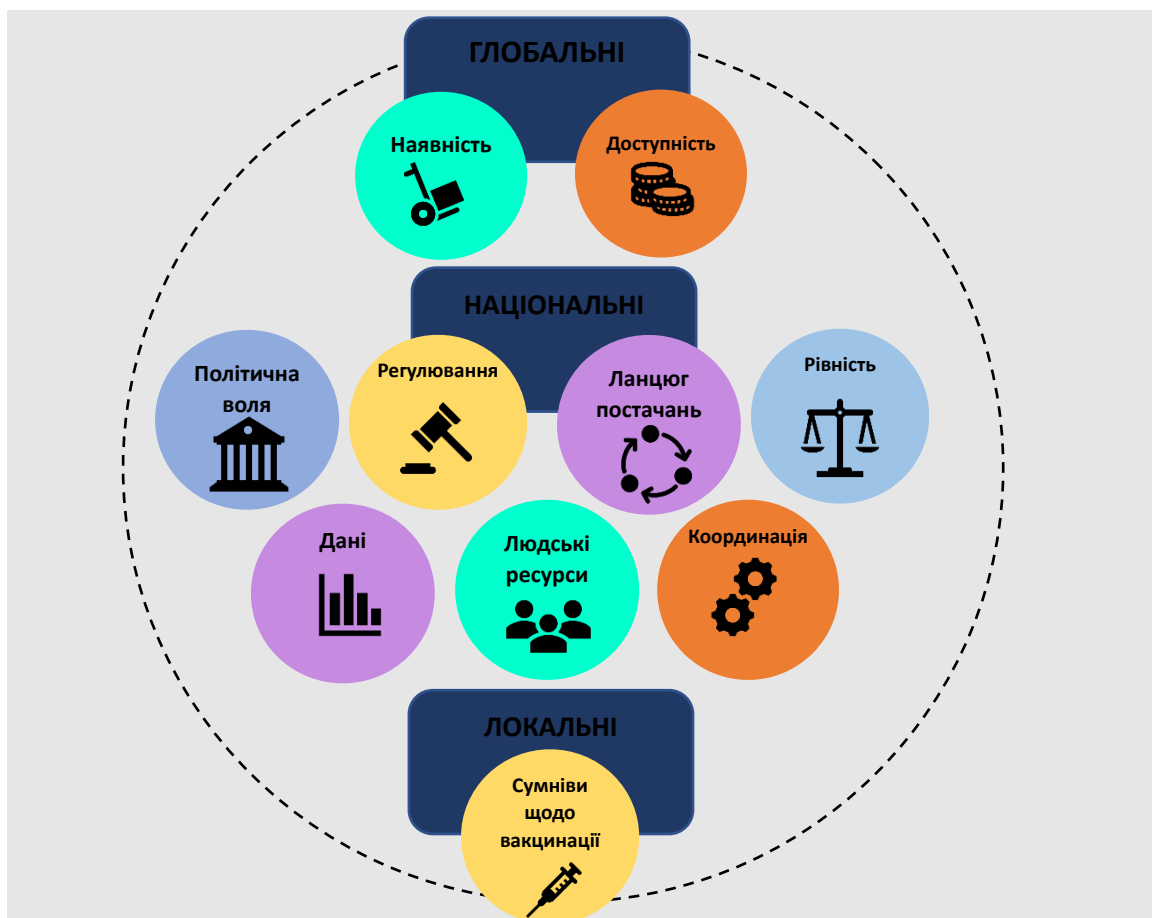 ГЛОБАЛЬНІ
Наявність
Доступність
НАЦІОНАЛЬНІ
Політична
воля
Регулювання
Ланцюг
постачань
Рівність
Дані
Людські
ресурси
Координація
ЛОКАЛЬНІ
Сумніви
щодо
вакцинації